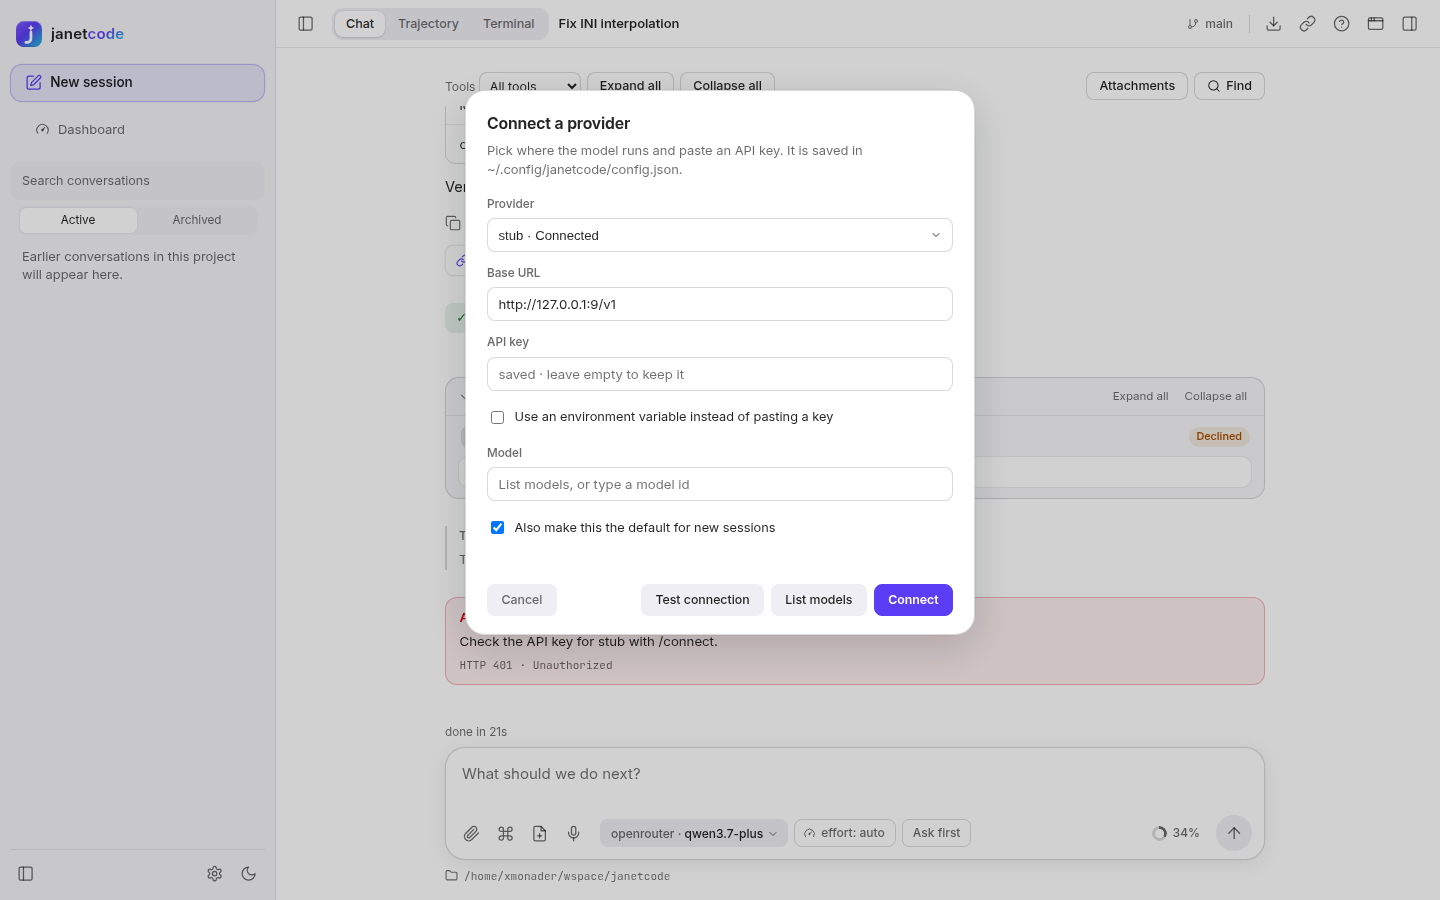 janetcode
New session
Dashboard
Search conversations
Active
Archived
Earlier conversations in this project
will appear here.
Chat
Trajectory
Terminal
Fix INI interpolation
main
Tools
All tools
Expand all
Collapse all
Attachments
Find
Connect a provider
Pick where the model runs and paste an API key. It is saved in
~/.config/janetcode/config.json.
Provider
stub · Connected
Base URL
http://127.0.0.1:9/v1
API key
saved · leave empty to keep it
Use an environment variable instead of pasting a key
Model
List models, or type a model id
Also make this the default for new sessions
Cancel
Test connection
List models
Connect
Expand all
Collapse all
Declined
Check the API key for stub with /connect.
HTTP 401 · Unauthorized
done in 21s
What should we do next?
openrouter · qwen3.7-plus
effort: auto
Ask first
34%
/home/xmonader/wspace/janetcode